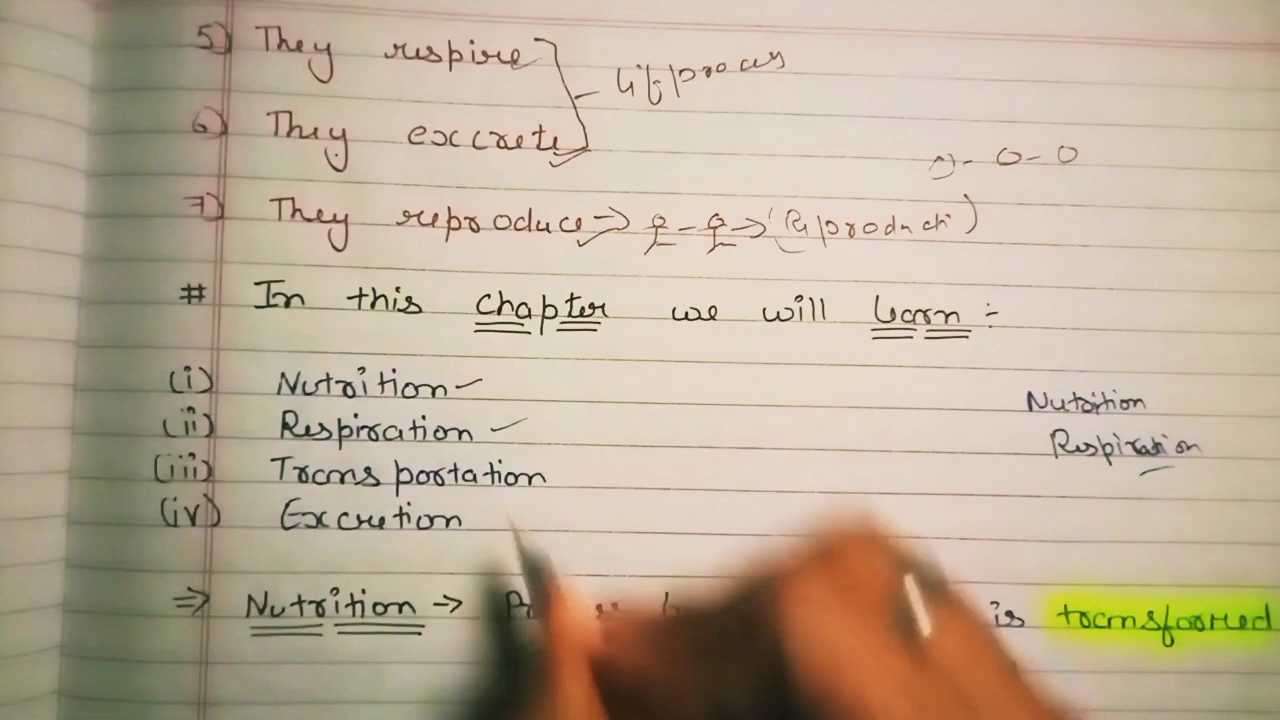 5) They respire
6) They excrete
7) They reproduce ⇒ → (Reproducti)
# In this chapter we will learn :-
(i) Nutrition
(ii) Respiration
(iii) Transportation
(iv) Excretion
Nutrition
Respiration
⇒ Nutrition → is transformed